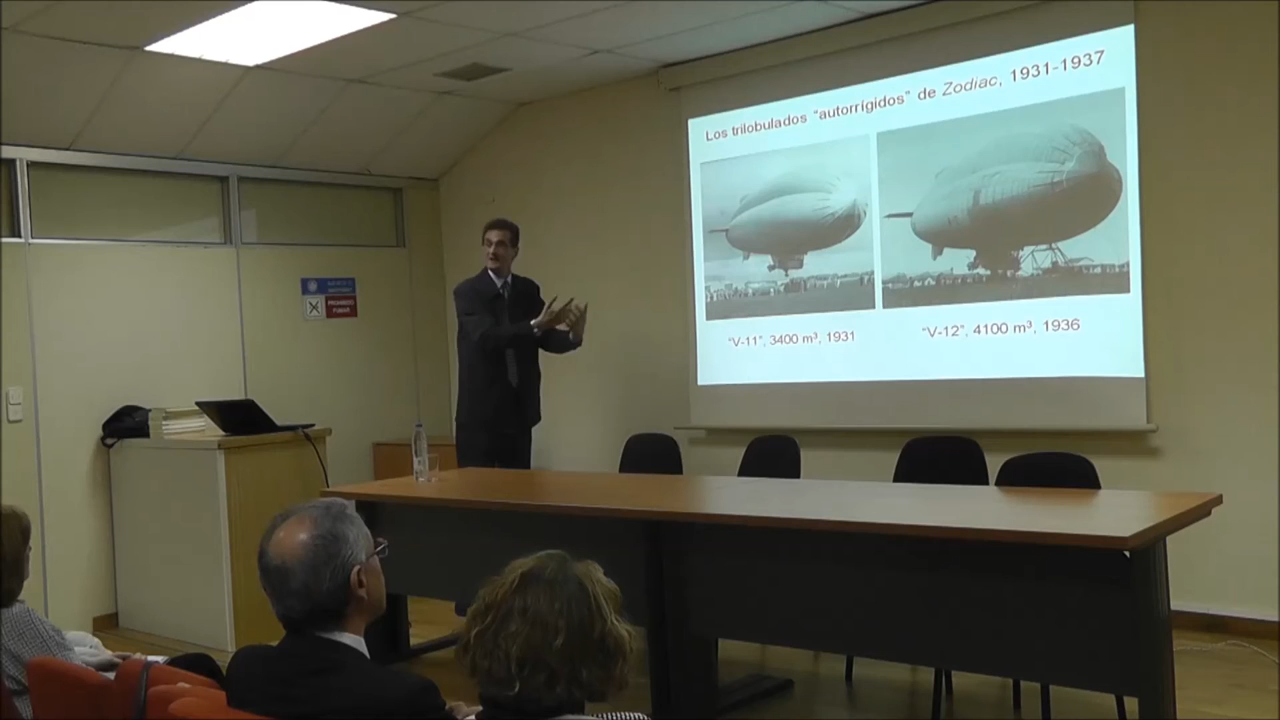 Los trilobulados “autorrígidos” de Zodiac, 1931-1937
“V-11”, 3400 m³, 1931
“V-12”, 4100 m³, 1936
PROHIBIDO
FUMAR